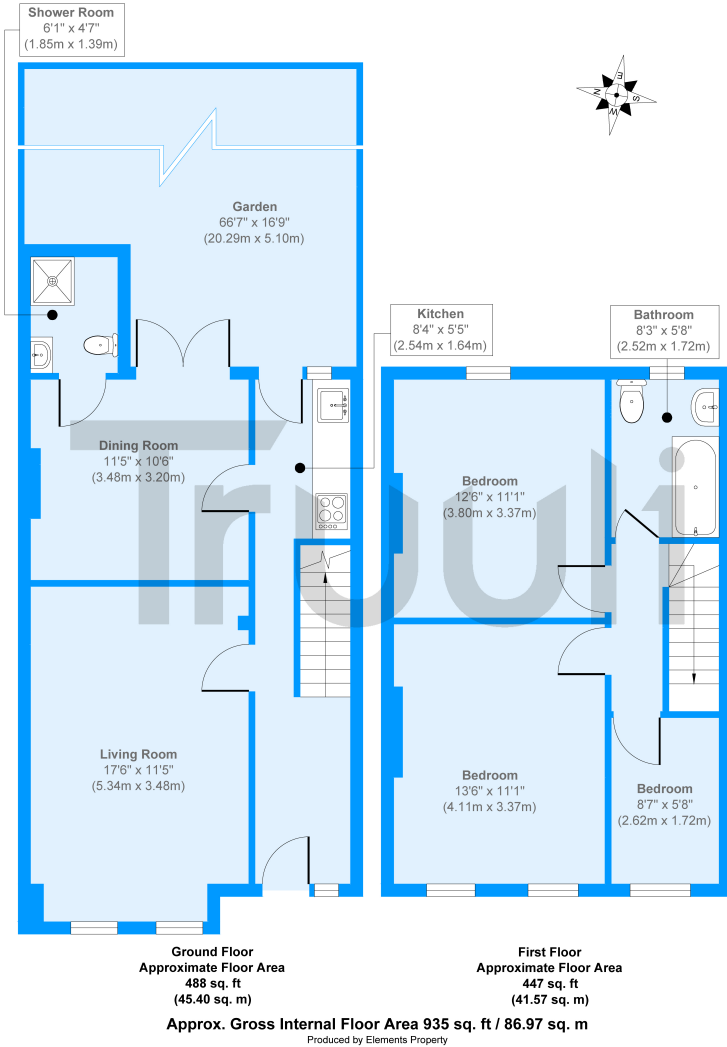 Shower Room
6'1" x 4'7"
(1.85m x 1.39m)
E
N
S
W
Garden
66'7" x 16'9"
(20.29m x 5.10m)
Kitchen
8'4" x 5'5"
(2.54m x 1.64m)
Bathroom
8'3" x 5'8"
(2.52m x 1.72m)
Dining Room
11'5" x 10'6"
(3.48m x 3.20m)
Bedroom
12'6" x 11'1"
(3.80m x 3.37m)
Truuli
Living Room
17'6" x 11'5"
(5.34m x 3.48m)
Bedroom
13'6" x 11'1"
(4.11m x 3.37m)
Bedroom
8'7" x 5'8"
(2.62m x 1.72m)
Ground Floor
Approximate Floor Area
488 sq. ft
(45.40 sq. m)
First Floor
Approximate Floor Area
447 sq. ft
(41.57 sq. m)
Approx. Gross Internal Floor Area 935 sq. ft / 86.97 sq. m
Produced by Elements Property